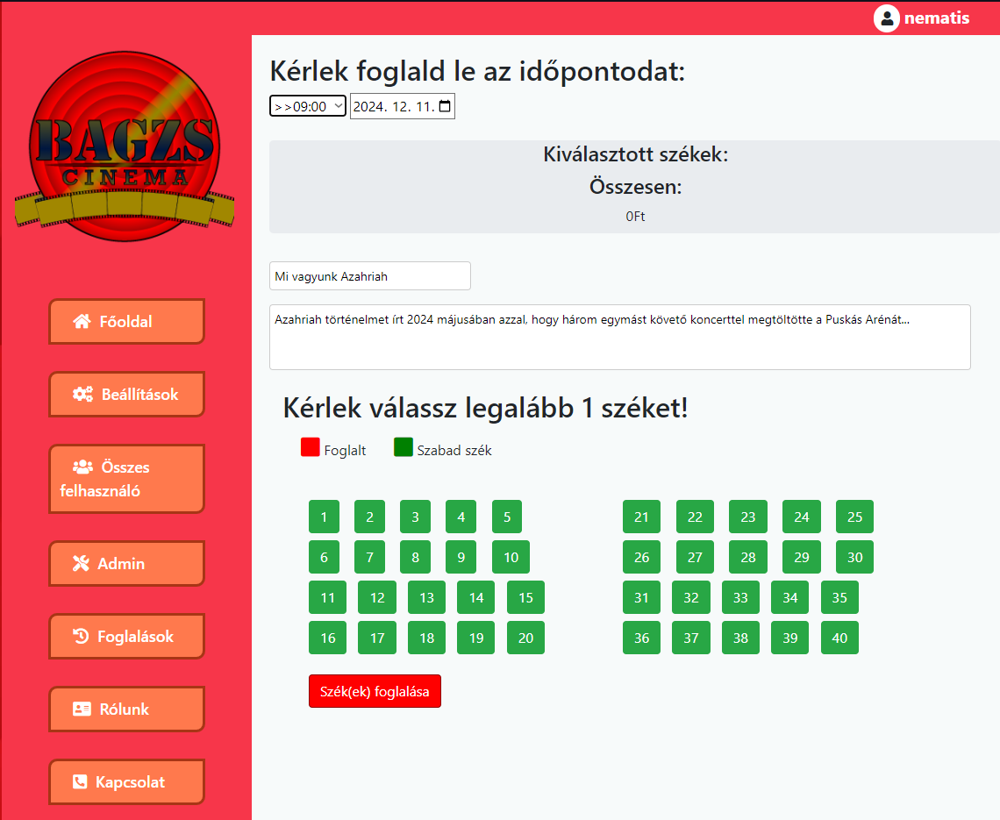 nematis
BAGZS
CINEMA
Főoldal
Beállítások
Összes
felhasználó
Admin
Foglalások
Rólunk
Kapcsolat
Kérlek foglald le az időpontodat:
>>09:00 2024. 12. 11.
Kiválasztott székek:
Összesen:
0Ft
Mi vagyunk Azahriah
Azahriah történelmet írt 2024 májusában azzal, hogy három egymást követő koncerttel megtöltötte a Puskás Arénát...
Kérlek válassz legalább 1 széket!
Foglalt Szabad szék
1 2 3 4 5 21 22 23 24 25
6 7 8 9 10 26 27 28 29 30
11 12 13 14 15 31 32 33 34 35
16 17 18 19 20 36 37 38 39 40
Szék(ek) foglalása